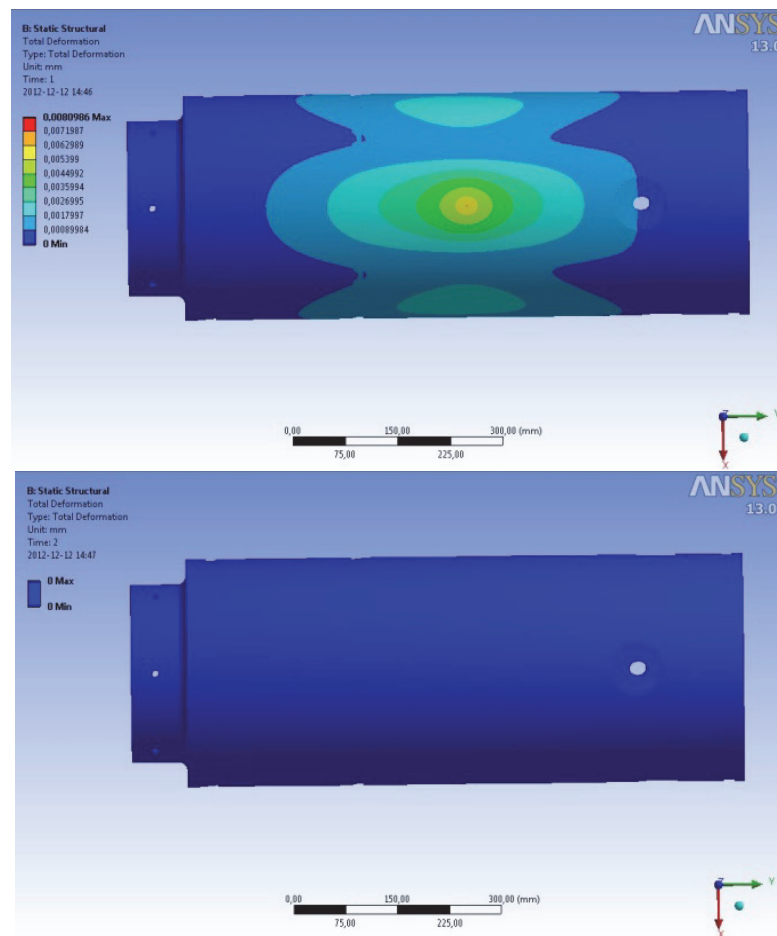 B: Static Structural
Total Deformation
Type: Total Deformation
Unit: mm
Time: 1
2012-12-12 14:46
ANSYS
13.0
0,0080986 Max
0,0071987
0,0062989
0,005399
0,0044992
0,0035994
0,0026995
0,0017997
0,00089984
0 Min
0,00 150,00 300,00 (mm)
75,00 225,00
Z
Y
X
B: Static Structural
Total Deformation
Type: Total Deformation
Unit: mm
Time: 2
2012-12-12 14:47
ANSYS
13.0
0 Max
0 Min
0,00 150,00 300,00 (mm)
75,00 225,00
Z
Y
X